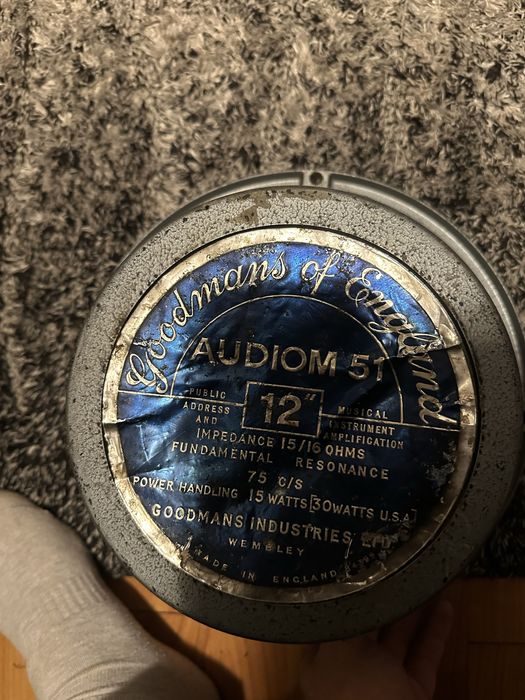 Goodmans of England
AUDIOM 51
PUBLIC ADDRESS AND
12"
MUSICAL INSTRUMENT AMPLIFICATION
IMPEDANCE 15/16 OHMS
FUNDAMENTAL RESONANCE
75 C/S
POWER HANDLING 15 WATTS [30WATTS U.S.A]
GOODMANS INDUSTRIES LTD
WEMBLEY
MADE IN ENGLAND